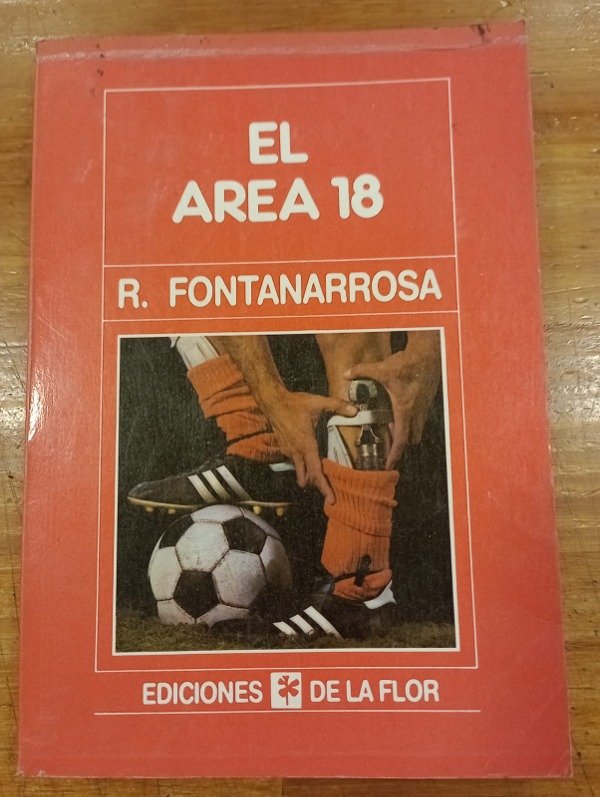 EL
AREA 18
R. FONTANARROSA
EDICIONES DE LA FLOR